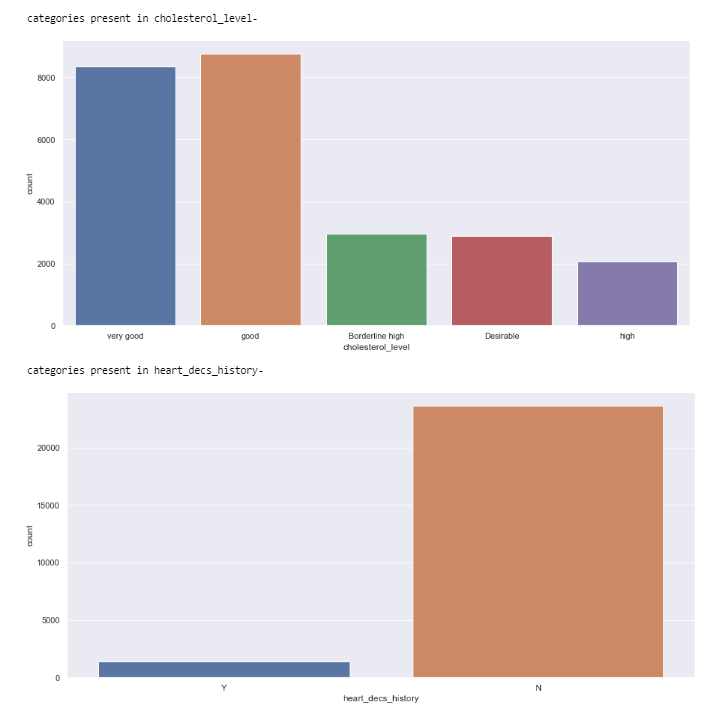 categories present in cholesterol_level-
8000
6000
4000
2000
0
count
very good good Borderline high Desirable high
cholesterol_level
categories present in heart_decs_history-
20000
15000
10000
5000
0
count
Y N
heart_decs_history